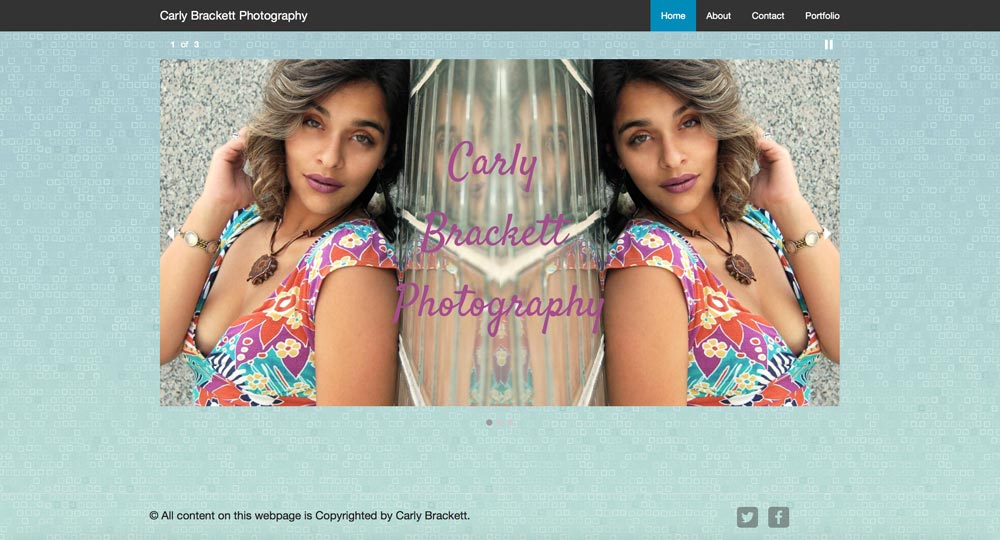 Carly Brackett Photography
Home About Contact Portfolio
1 of 3
Carly
Brackett
Photography
© All content on this webpage is Copyrighted by Carly Brackett.